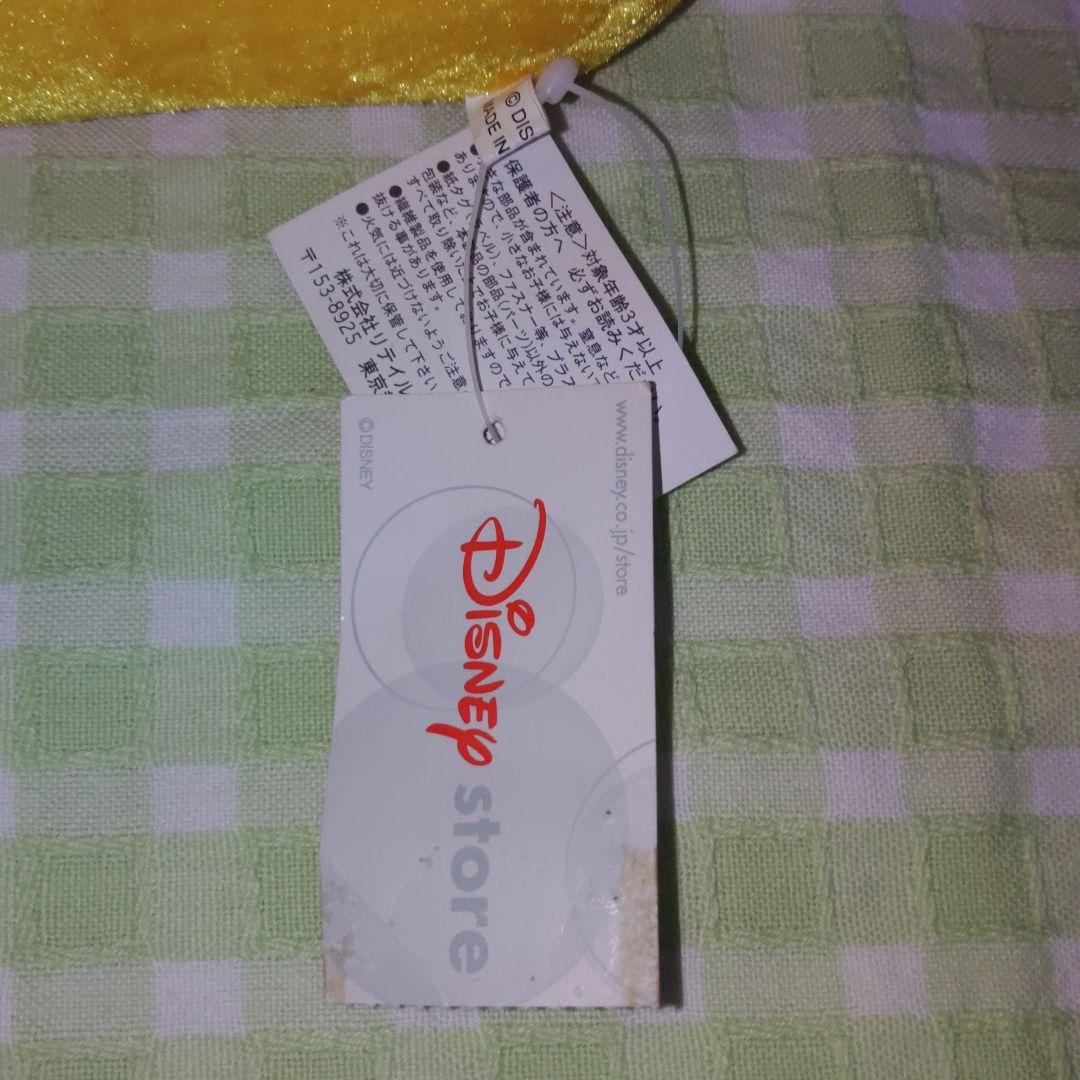 © DIS
MADE IN
<注意>対象年齢3才以上
保護者の方へ 必ずお読みくだ
さな部品が含まれています。窒息など
ありま ので、小さなお子様には与えないで
●紙タグ ベル)、ファスナー等、プラス
包装など、本 品の部品(パーツ)以外の
すべて取り除いた でお子様に与えて
●繊維製品を使用して りますので
抜ける事があります。
●火気には近づけないようご注意
※これは大切に保管して下さい
株式会社リテイル
〒153-8925 東京
www.disney.co.jp/store
Disney store
©DISNEY